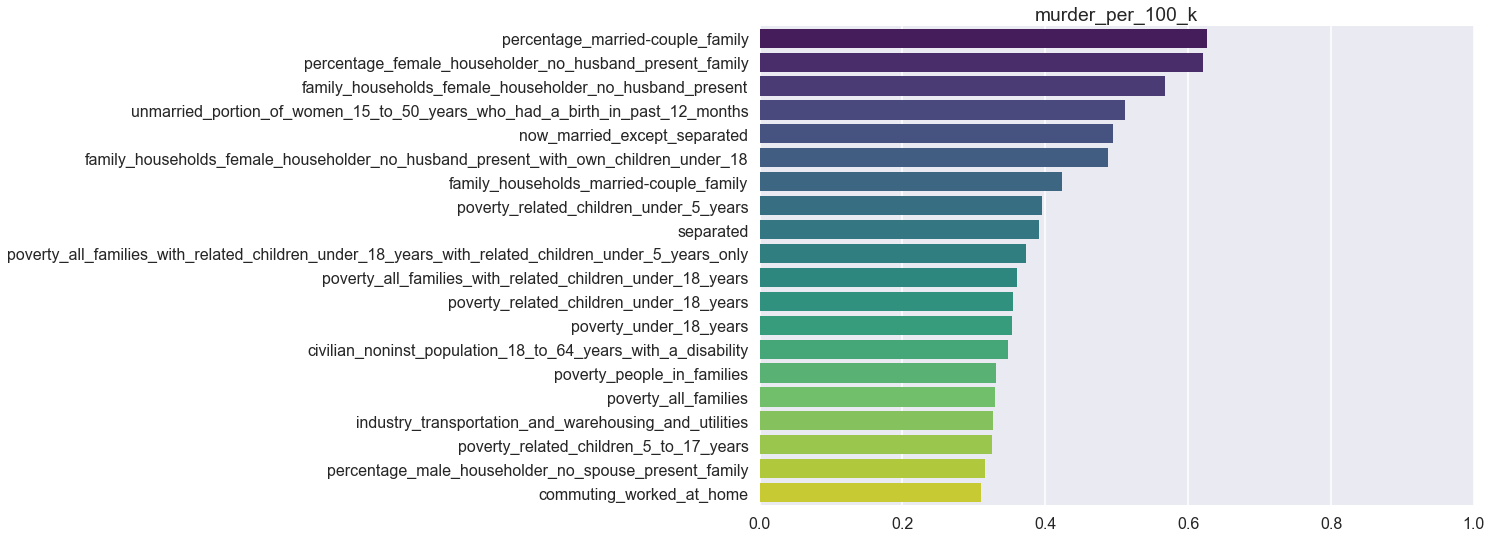 murder_per_100_k
percentage_married-couple_family
percentage_female_householder_no_husband_present_family
family_households_female_householder_no_husband_present
unmarried_portion_of_women_15_to_50_years_who_had_a_birth_in_past_12_months
now_married_except_separated
family_households_female_householder_no_husband_present_with_own_children_under_18
family_households_married-couple_family
poverty_related_children_under_5_years
separated
poverty_all_families_with_related_children_under_18_years_with_related_children_under_5_years_only
poverty_all_families_with_related_children_under_18_years
poverty_related_children_under_18_years
poverty_under_18_years
civilian_noninst_population_18_to_64_years_with_a_disability
poverty_people_in_families
poverty_all_families
industry_transportation_and_warehousing_and_utilities
poverty_related_children_5_to_17_years
percentage_male_householder_no_spouse_present_family
commuting_worked_at_home
0.0 0.2 0.4 0.6 0.8 1.0